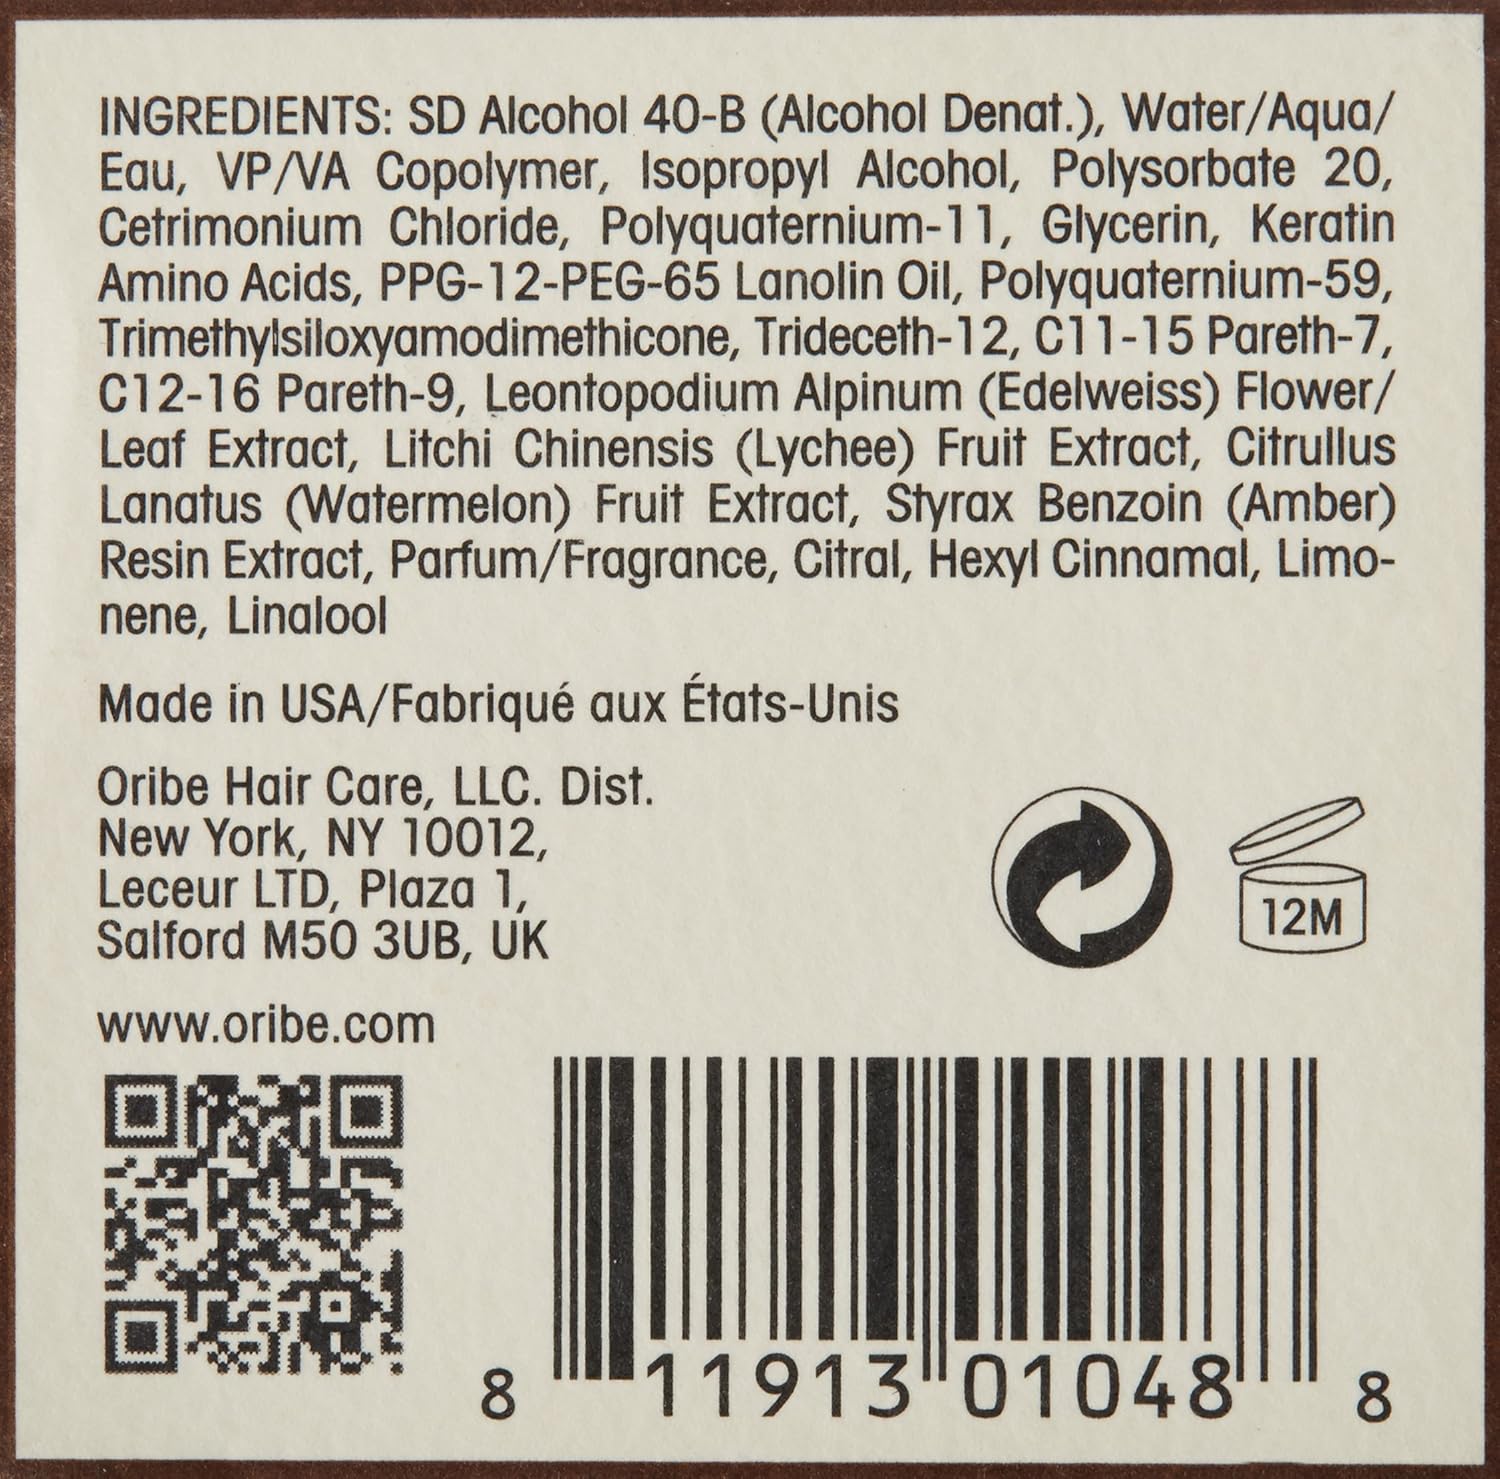 INGREDIENTS: SD Alcohol 40-B (Alcohol Denat.), Water/Aqua/
Eau, VP/VA Copolymer, Isopropyl Alcohol, Polysorbate 20,
Cetrimonium Chloride, Polyquaternium-11, Glycerin, Keratin
Amino Acids, PPG-12-PEG-65 Lanolin Oil, Polyquaternium-59,
Trimethylsiloxyamodimethicone, Trideceth-12, C11-15 Pareth-7,
C12-16 Pareth-9, Leontopodium Alpinum (Edelweiss) Flower/
Leaf Extract, Litchi Chinensis (Lychee) Fruit Extract, Citrullus
Lanatus (Watermelon) Fruit Extract, Styrax Benzoin (Amber)
Resin Extract, Parfum/Fragrance, Citral, Hexyl Cinnamal, Limo-
nene, Linalool
Made in USA/Fabriqué aux États-Unis
Oribe Hair Care, LLC. Dist.
New York, NY 10012,
Leceur LTD, Plaza 1,
Salford M50 3UB, UK
12M
www.oribe.com
8 11913 01048 8